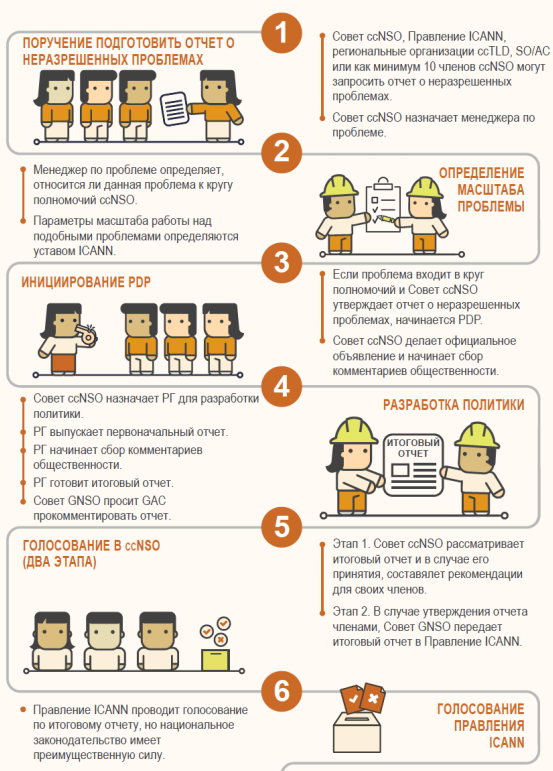 1
ПОРУЧЕНИЕ ПОДГОТОВИТЬ ОТЧЕТ О
НЕРАЗРЕШЕННЫХ ПРОБЛЕМАХ
Совет ccNSO, Правление ICANN,
региональные организации ccTLD, SO/AC
или как минимум 10 членов ccNSO могут
запросить отчет о неразрешенных
проблемах.
Совет ccNSO назначает менеджера по
проблеме.
2
ОПРЕДЕЛЕНИЕ
МАСШТАБА
ПРОБЛЕМЫ
Менеджер по проблеме определяет,
относится ли данная проблема к кругу
полномочий ccNSO.
Параметры масштаба работы над
подобными проблемами определяются
уставом ICANN.
3
ИНИЦИИРОВАНИЕ PDP
Если проблема входит в круг
полномочий и Совет ccNSO
утверждает отчет о неразрешенных
проблемах, начинается PDP.
Совет ccNSO делает официальное
объявление и начинает сбор
комментариев общественности.
4
РАЗРАБОТКА ПОЛИТИКИ
Совет ccNSO назначает РГ для разработки
политики.
РГ выпускает первоначальный отчет.
РГ начинает сбор комментариев
общественности.
РГ готовит итоговый отчет.
Совет GNSO просит GAC
прокомментировать отчет.
ИТОГОВЫЙ
ОТЧЕТ
5
ГОЛОСОВАНИЕ В ccNSO
(ДВА ЭТАПА)
Этап 1. Совет ccNSO рассматривает
итоговый отчет и в случае его
принятия, составялет рекомендации
для своих членов.
Этап 2. В случае утверждения отчета
членами, Совет GNSO передает
итоговый отчет в Правление ICANN.
6
ГОЛОСОВАНИЕ
ПРАВЛЕНИЯ
ICANN
Правление ICANN проводит голосование
по итоговому отчету, но национальное
законодательство имеет
преимущественную силу.